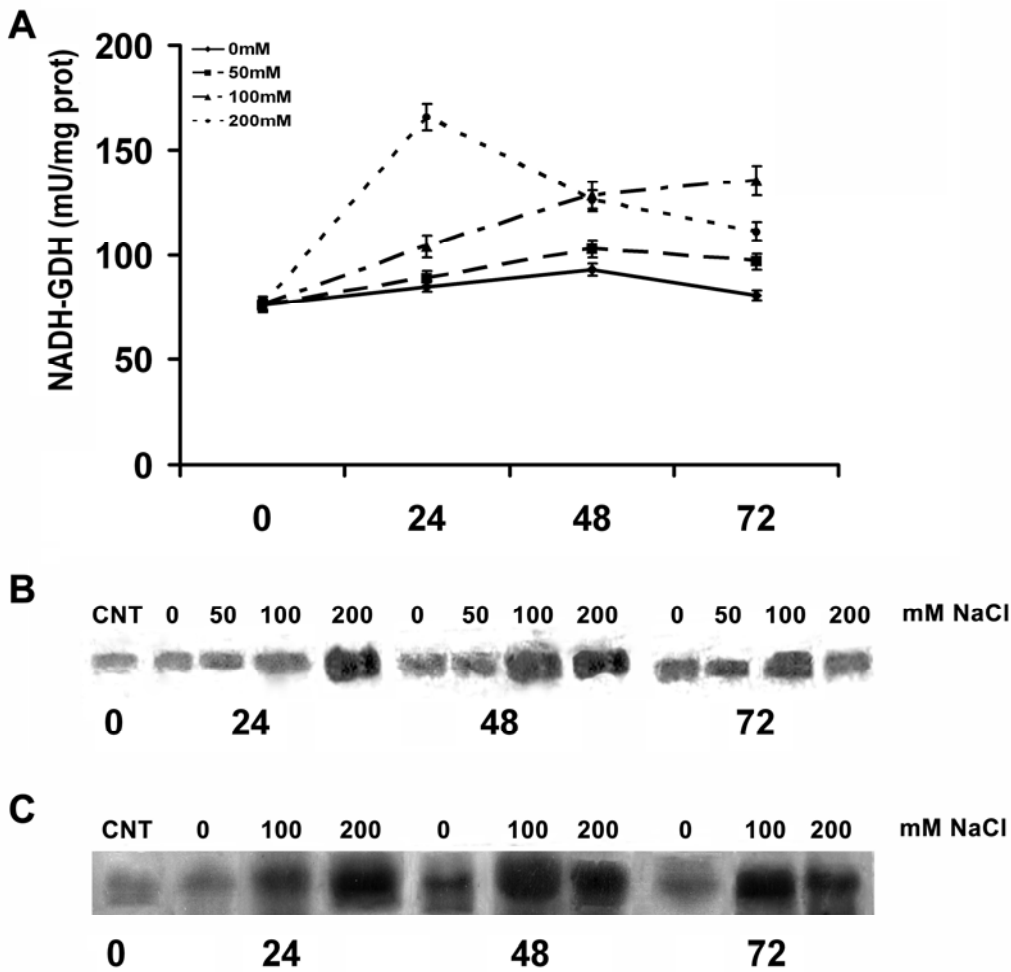 A
NADH-GDH (mU/mg prot)
200
150
100
50
0
0mM
50mM
100mM
200mM
0 24 48 72
B
CNT 0 50 100 200 0 50 100 200 0 50 100 200 mM NaCl
0 24 48 72
C
CNT 0 100 200 0 100 200 0 100 200 mM NaCl
0 24 48 72